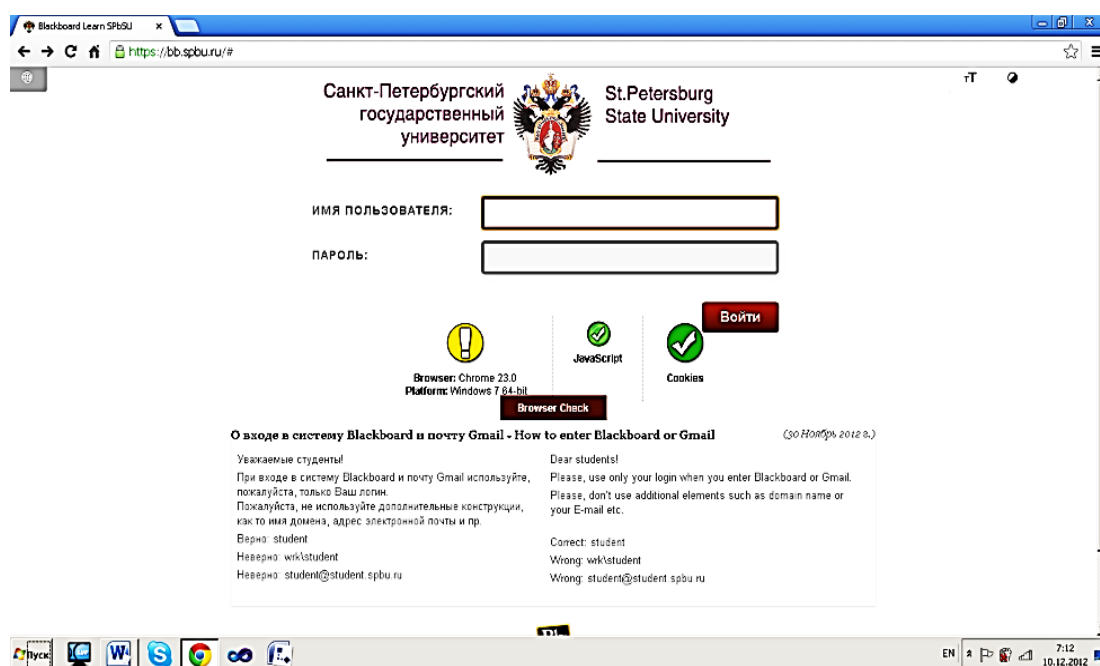 Blackboard Learn SPbSU
https://bb.spbu.ru/#
тТ
Санкт-Петербургский
государственный
университет
St.Petersburg
State University
ИМЯ ПОЛЬЗОВАТЕЛЯ:
ПАРОЛЬ:
Войти
JavaScript
Cookies
Browser: Chrome 23.0
Platform: Windows 7 64-bit
Browser Check
О входе в систему Blackboard и почту Gmail - How to enter Blackboard or Gmail
(30 Ноябрь 2012 г.)
Уважаемые студенты!
При входе в систему Blackboard и почту Gmail используйте,
пожалуйста, только Ваш логин.
Пожалуйста, не используйте дополнительные конструкции,
как то имя домена, адрес электронной почты и пр.
Верно: student
Неверно: wrk\student
Неверно: student@student.spbu.ru
Dear students!
Please, use only your login when you enter Blackboard or Gmail.
Please, don't use additional elements such as domain name or
your E-mail etc.
Correct: student
Wrong: wrk\student
Wrong: student@student.spbu.ru
пуск
EN
7:12
10.12.2012